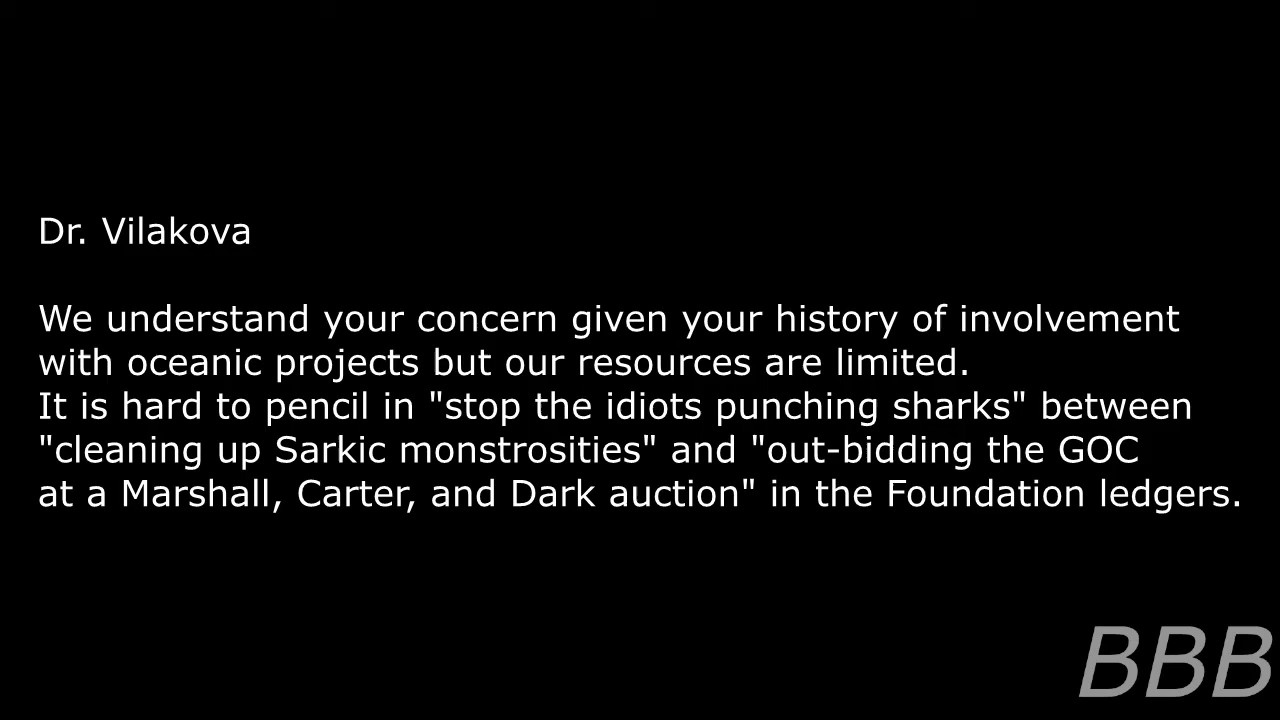 Dr. Vilakova
We understand your concern given your history of involvement
with oceanic projects but our resources are limited.
It is hard to pencil in "stop the idiots punching sharks" between
"cleaning up Sarkic monstrosities" and "out-bidding the GOC
at a Marshall, Carter, and Dark auction" in the Foundation ledgers.
BBB